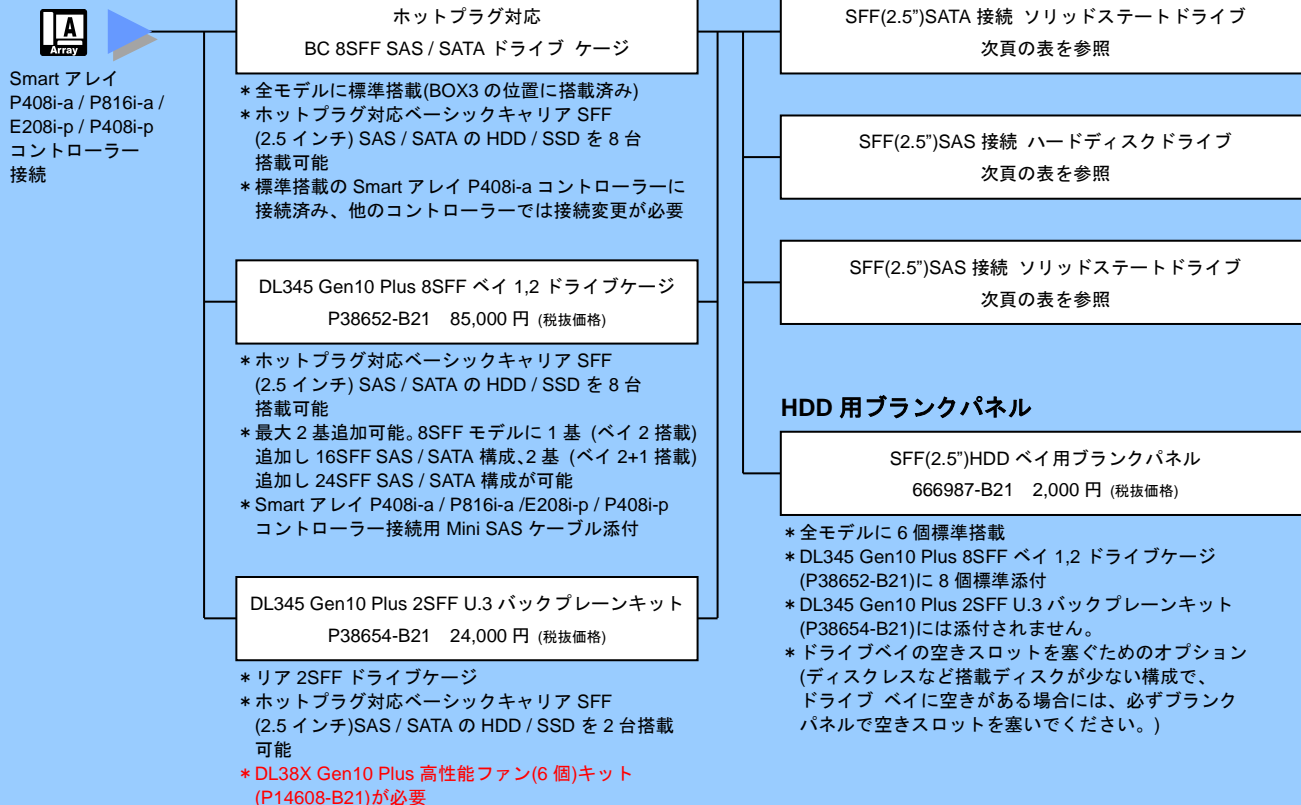 A
Array
Smart アレイ
P408i-a / P816i-a /
E208i-p / P408i-p
コントローラー
接続
ホットプラグ対応
BC 8SFF SAS / SATA ドライブ ケージ
＊全モデルに標準搭載(BOX3 の位置に搭載済み)
＊ホットプラグ対応ベーシックキャリア SFF
(2.5 インチ) SAS / SATA の HDD / SSD を 8 台
搭載可能
＊標準搭載の Smart アレイ P408i-a コントローラーに
接続済み、他のコントローラーでは接続変更が必要
DL345 Gen10 Plus 8SFF ベイ 1,2 ドライブケージ
P38652-B21 85,000 円 (税抜価格)
＊ホットプラグ対応ベーシックキャリア SFF
(2.5 インチ) SAS / SATA の HDD / SSD を 8 台
搭載可能
＊最大 2 基追加可能。8SFF モデルに 1 基 (ベイ 2 搭載)
追加し 16SFF SAS / SATA 構成、2 基 (ベイ 2+1 搭載)
追加し 24SFF SAS / SATA 構成が可能
＊Smart アレイ P408i-a / P816i-a /E208i-p / P408i-p
コントローラー接続用 Mini SAS ケーブル添付
DL345 Gen10 Plus 2SFF U.3 バックプレーンキット
P38654-B21 24,000 円 (税抜価格)
＊リア 2SFF ドライブケージ
＊ホットプラグ対応ベーシックキャリア SFF
(2.5 インチ)SAS / SATA の HDD / SSD を 2 台搭載
可能
＊DL38X Gen10 Plus 高性能ファン(6 個)キット
(P14608-B21)が必要
SFF(2.5”)SATA 接続 ソリッドステートドライブ
次頁の表を参照
SFF(2.5”)SAS 接続 ハードディスクドライブ
次頁の表を参照
SFF(2.5”)SAS 接続 ソリッドステートドライブ
次頁の表を参照
HDD 用ブランクパネル
SFF(2.5”)HDD ベイ用ブランクパネル
666987-B21 2,000 円 (税抜価格)
＊全モデルに 6 個標準搭載
＊DL345 Gen10 Plus 8SFF ベイ 1,2 ドライブケージ
(P38652-B21)に 8 個標準添付
＊DL345 Gen10 Plus 2SFF U.3 バックプレーンキット
(P38654-B21)には添付されません。
＊ドライブベイの空きスロットを塞ぐためのオプション
(ディスクレスなど搭載ディスクが少ない構成で、
ドライブ ベイに空きがある場合には、必ずブランク
パネルで空きスロットを塞いでください。)